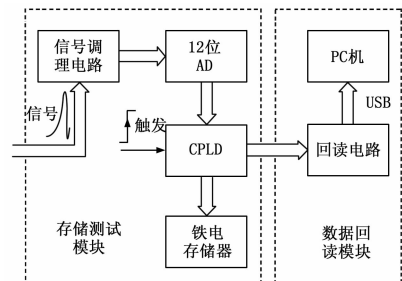 信号调
理电路
12位
AD
PC机
信号
触发
USB
CPLD
回读电路
存储测试
模块
铁电
存储器
数据回
读模块